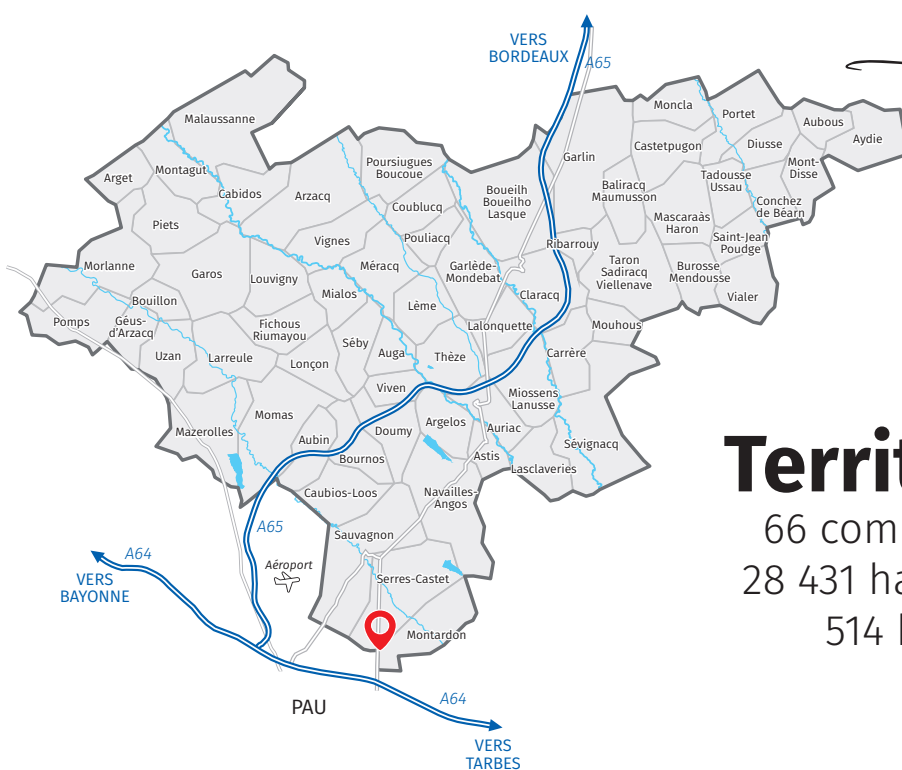 VERS
BORDEAUX
A65
Malaussanne
Moncla
Portet
Aubous
Aydie
Castetpugon
Diusse
Garlin
Mont-
Disse
Poursiugues
Boucoue
Arget
Montagut
Cabidos
Arzacq
Boueilh
Boueilho
Lasque
Baliracq
Maumusson
Tadousse
Ussau
Conchez
de Béarn
Coublucq
Piets
Vignes
Pouliacq
Mascaraàs
Haron
Saint-Jean
Poudge
Ribarrouy
Morlanne
Garos
Louvigny
Méracq
Garlède-
Mondebat
Taron
Sadiracq
Viellenave
Burosse
Mendousse
Vialer
Bouillon
Mialos
Lème
Claracq
Pomps
Géus-
d'Arzacq
Fichous
Riumayou
Lalonquette
Mouhous
Uzan
Larreule
Lonçon
Séby
Auga
Thèze
Carrère
Viven
Miossens
Lanusse
Momas
Mazerolles
Aubin
Doumy
Argelos
Auriac
Sévignacq
Bournos
Astis
Lasclaveries
Caubios-Loos
Navailles-
Angos
A65
Sauvagnon
A64
VERS
BAYONNE
Aéroport
Serres-Castet
Montardon
PAU
A64
VERS
TARBES
66
28 431
514